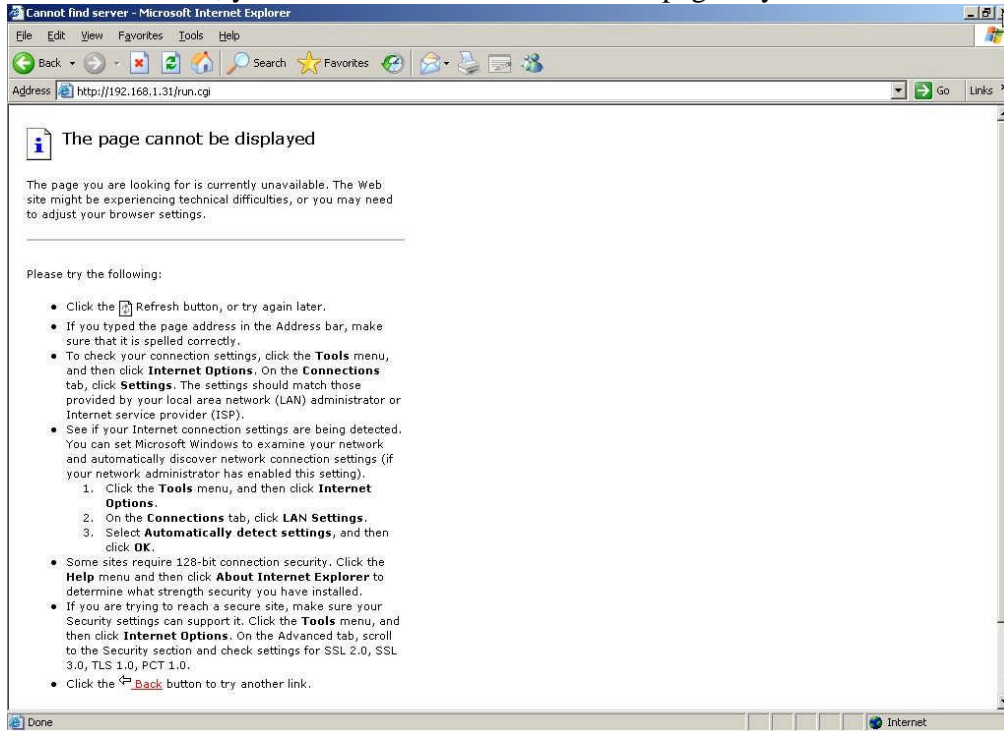 Cannot find server - Microsoft Internet Explorer
File Edit View Favorites Tools Help
Back Search Favorites
Address http://192.168.1.31/run.cgi Go Links
The page cannot be displayed
The page you are looking for is currently unavailable. The Web
site might be experiencing technical difficulties, or you may need
to adjust your browser settings.
Please try the following:
Click the Refresh button, or try again later.
If you typed the page address in the Address bar, make
sure that it is spelled correctly.
To check your connection settings, click the Tools menu,
and then click Internet Options. On the Connections
tab, click Settings. The settings should match those
provided by your local area network (LAN) administrator or
Internet service provider (ISP).
See if your Internet connection settings are being detected.
You can set Microsoft Windows to examine your network
and automatically discover network connection settings (if
your network administrator has enabled this setting).
1. Click the Tools menu, and then click Internet
Options.
2. On the Connections tab, click LAN Settings.
3. Select Automatically detect settings, and then
click OK.
Some sites require 128-bit connection security. Click the
Help menu and then click About Internet Explorer to
determine what strength security you have installed.
If you are trying to reach a secure site, make sure your
Security settings can support it. Click the Tools menu, and
then click Internet Options. On the Advanced tab, scroll
to the Security section and check settings for SSL 2.0, SSL
3.0, TLS 1.0, PCT 1.0.
Click the Back button to try another link.
Done Internet